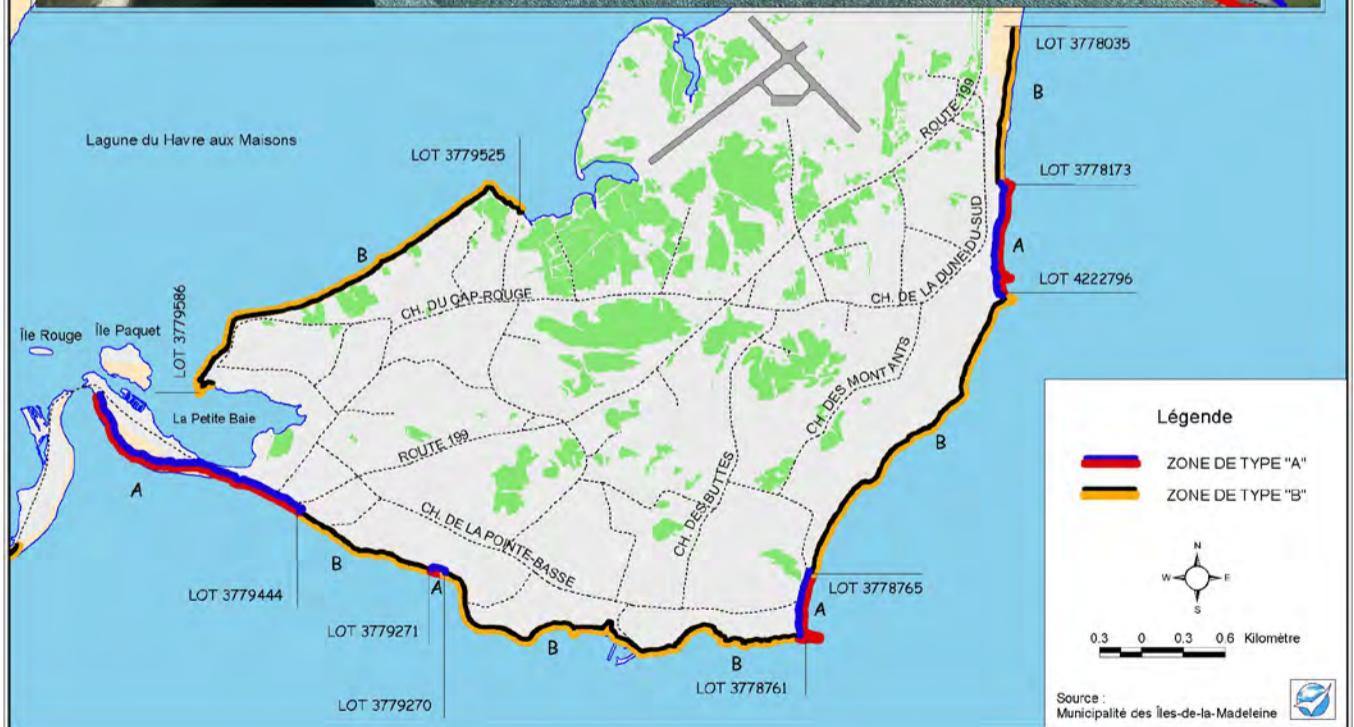 LOT 3778035
B
Lagune du Havre aux Maisons
LOT 3779525
ROUTE 199
LOT 3778173
B
A
LOT 4222796
CH. DE LA DUNE-DU-SUD
CH. DU CAP-ROUGE
LOT 3779586
Île Rouge
Île Paquet
La Petite Baie
CH. DES MONTANTS
ROUTE 199
CH. DES BUTTES
B
A
CH. DE LA POINTE-BASSE
B
LOT 3779444
A
LOT 3778765
A
LOT 3779271
B
B
LOT 3778761
LOT 3779270
Légende
ZONE DE TYPE "A"
ZONE DE TYPE "B"
N
W
E
S
0.3 0 0.3 0.6 Kilomètre
Source :
Municipalité des Îles-de-la-Madeleine